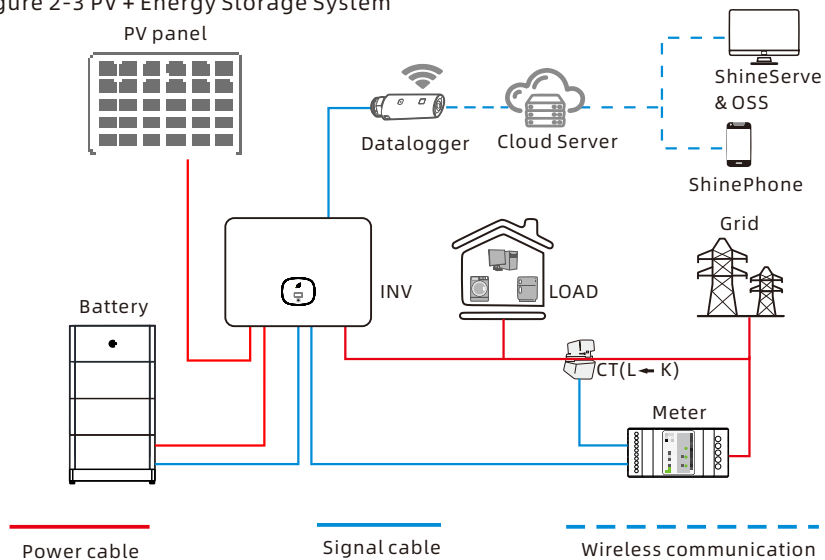 gure 2-3 PV + Energy Storage System
PV panel
ShineServe
& OSS
Datalogger
Cloud Server
ShinePhone
Grid
INV
LOAD
Battery
CT(L← K)
Meter
Power cable
Signal cable
Wireless communication